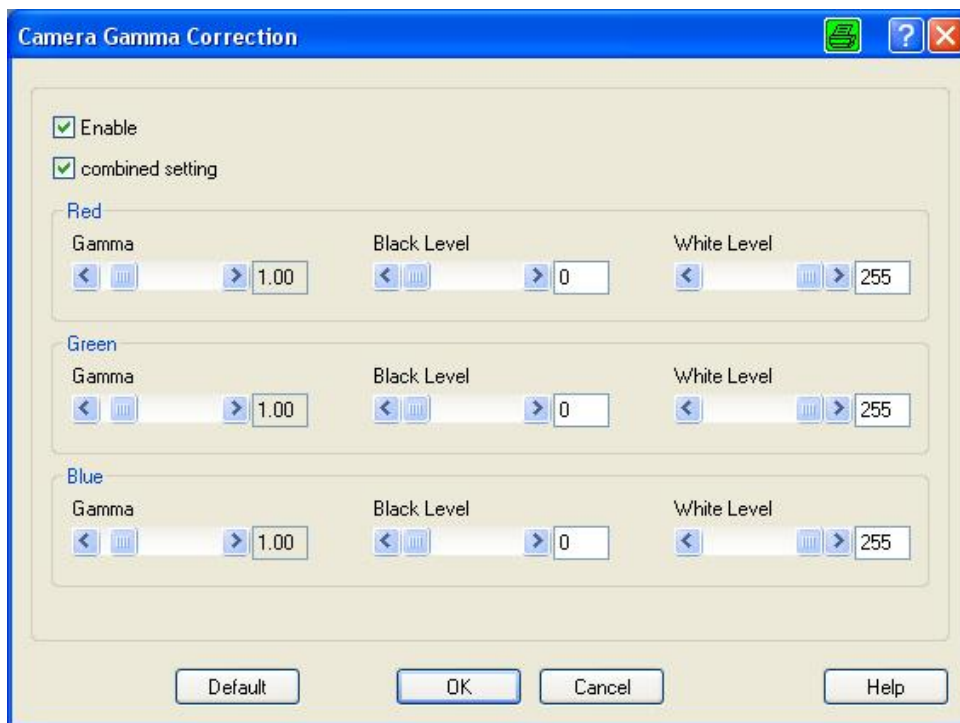 Camera Gamma Correction
?
Enable
combined setting
Red
Gamma Black Level White Level
1.00 0 255
Green
Gamma Black Level White Level
1.00 0 255
Blue
Gamma Black Level White Level
1.00 0 255
Default OK Cancel Help